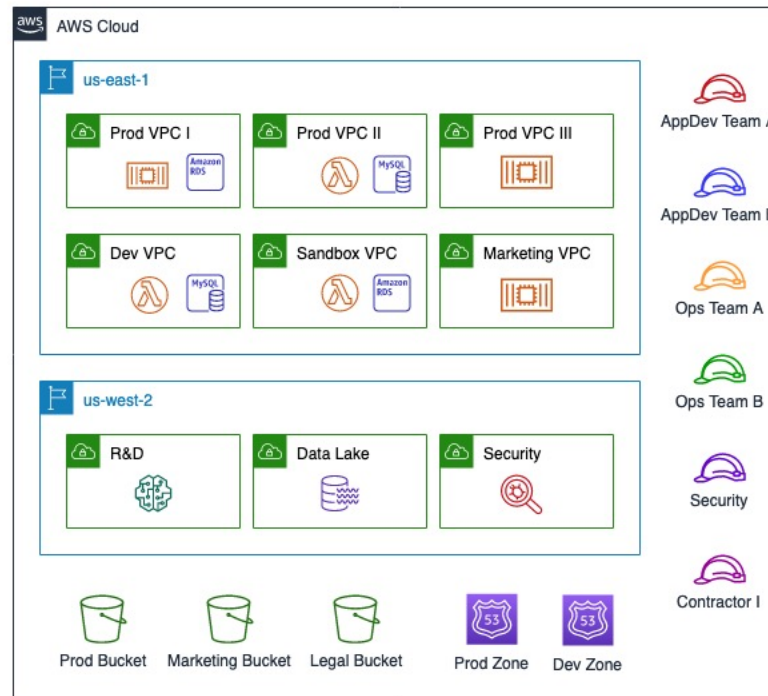 aws
AWS Cloud
us-east-1
Prod VPC I
Prod VPC II
Prod VPC III
Amazon
RDS
MySQL
Dev VPC
Sandbox VPC
Marketing VPC
MySQL
Amazon
RDS
us-west-2
R&D
Data Lake
Security
Prod Bucket
Marketing Bucket
Legal Bucket
53
Prod Zone
53
Dev Zone
AppDev Team
AppDev Team
Ops Team A
Ops Team B
Security
Contractor I